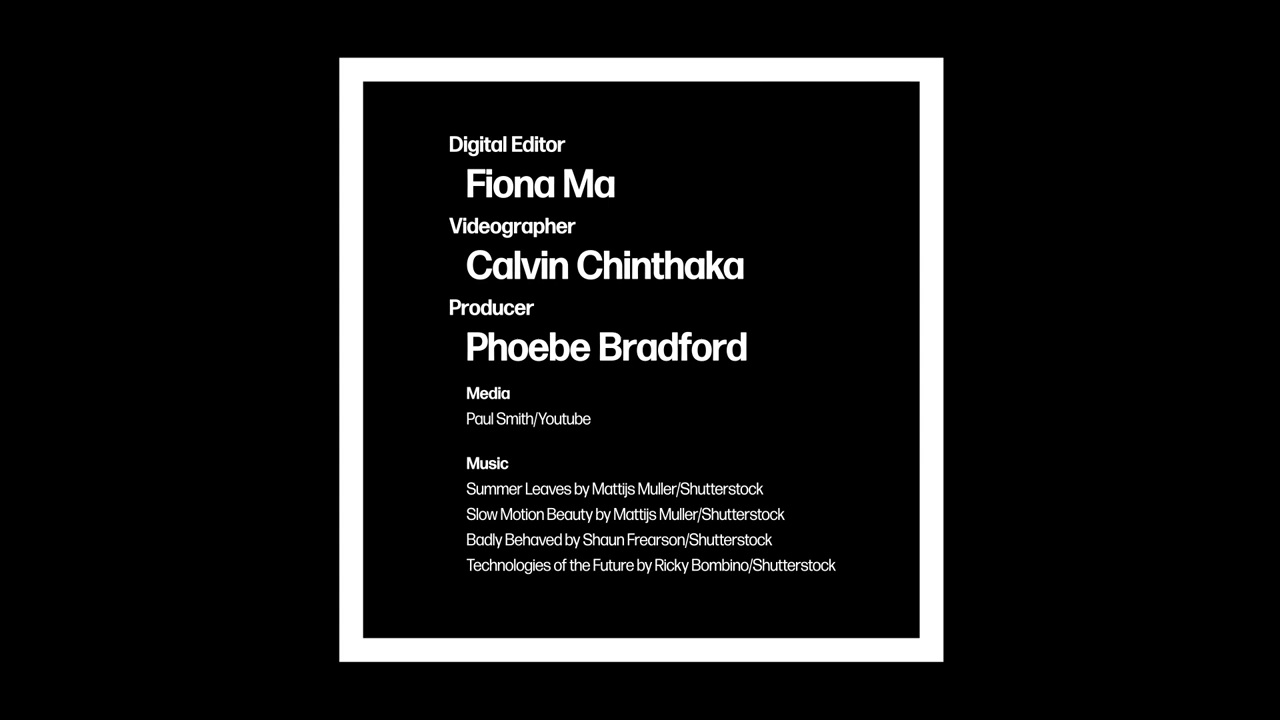 Digital Editor
Fiona Ma
Videographer
Calvin Chinthaka
Producer
Phoebe Bradford
Media
Paul Smith/Youtube
Music
Summer Leaves by Mattijs Muller/Shutterstock
Slow Motion Beauty by Mattijs Muller/Shutterstock
Badly Behaved by Shaun Frearson/Shutterstock
Technologies of the Future by Ricky Bombino/Shutterstock